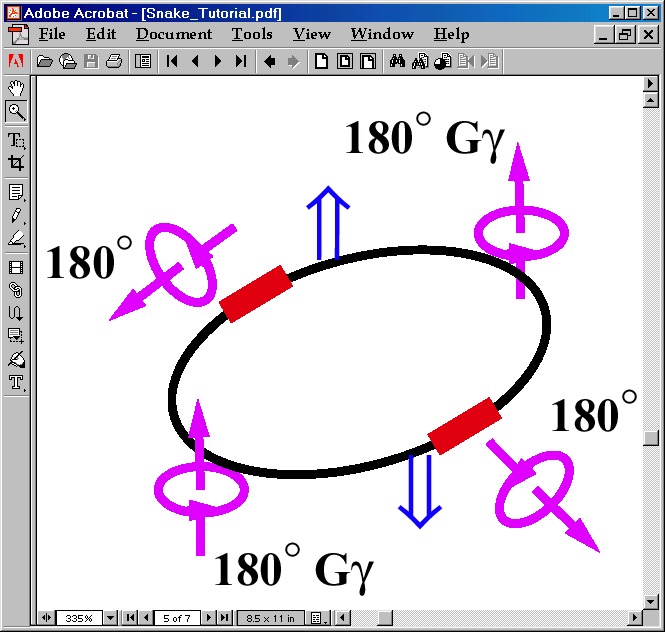 Adobe Acrobat - [Snake_Tutorial.pdf]
File Edit Document Tools View Window Help
180° Gγ
180°
180°
180° Gγ
335% 5 of 7 8.5 x 11 in